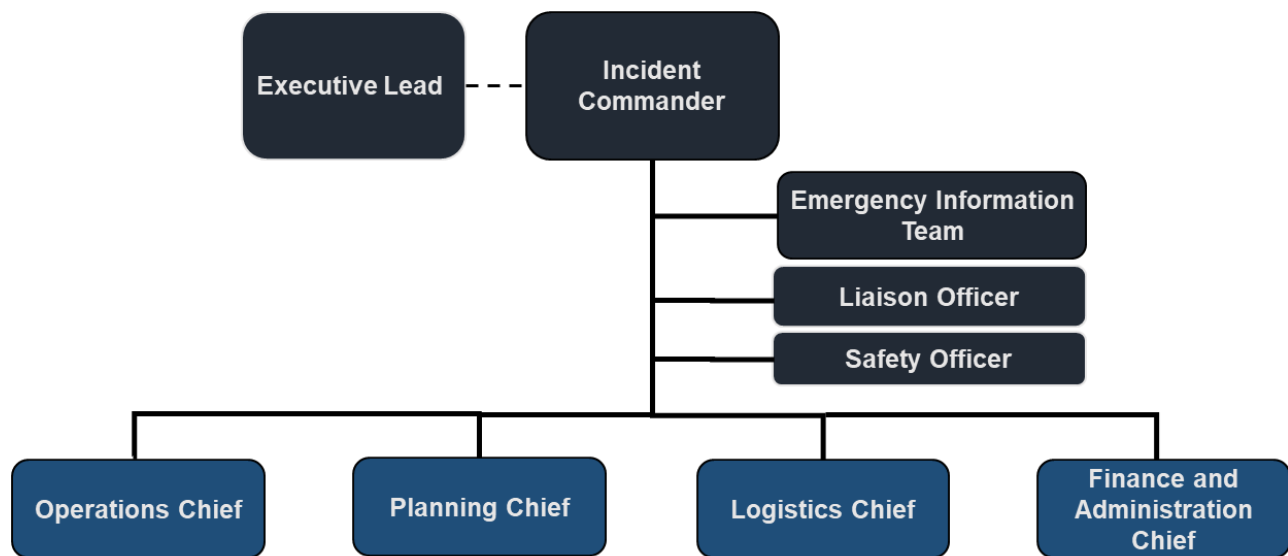 Executive Lead
Incident
Commander
Emergency Information
Team
Liaison Officer
Safety Officer
Operations Chief
Planning Chief
Logistics Chief
Finance and
Administration
Chief